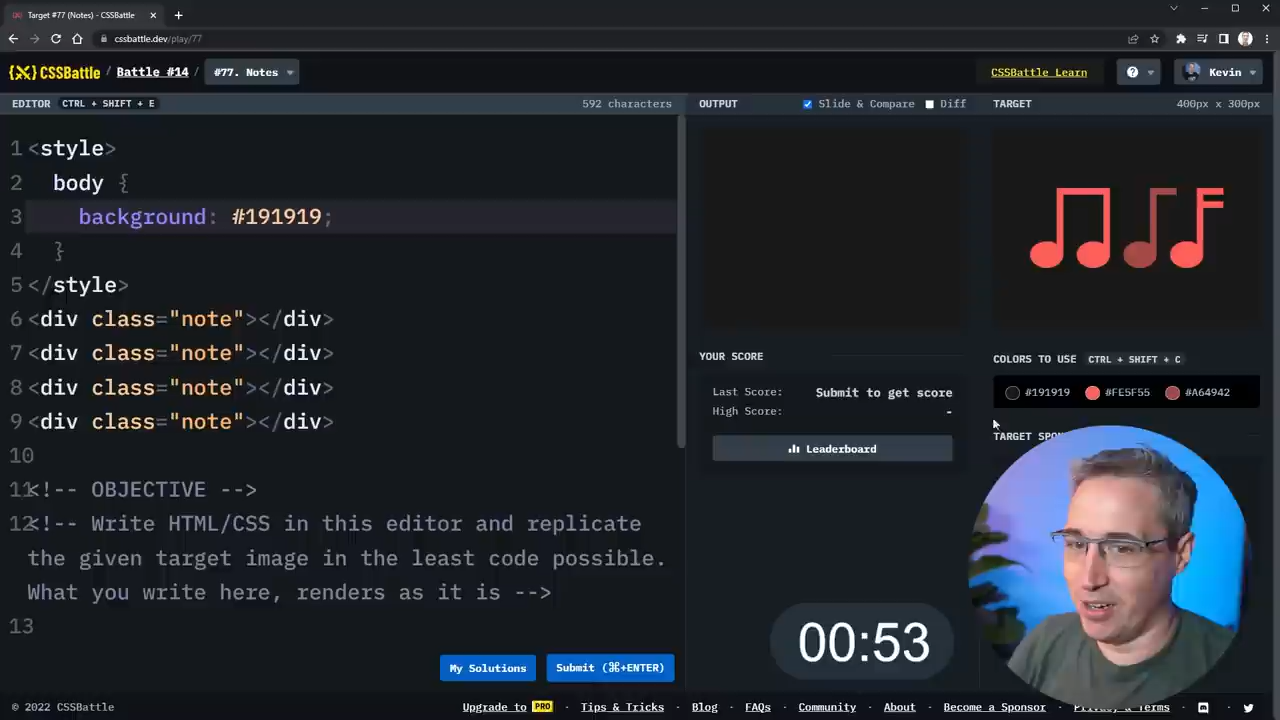 Target #77 (Notes) - CSSBattle
cssbattle.dev/play/77
{X} CSSBattle / Battle #14 / #77. Notes
CSSBattle Learn
Kevin
EDITOR CTRL + SHIFT + E 592 characters
OUTPUT Slide & Compare Diff
TARGET 400px x 300px
1 <style>
2 body {
3 background: #191919;
4 }
5 </style>
6 <div class="note"></div>
7 <div class="note"></div>
8 <div class="note"></div>
9 <div class="note"></div>
10
11 <!-- OBJECTIVE -->
12 <!-- Write HTML/CSS in this editor and replicate
the given target image in the least code possible.
What you write here, renders as it is -->
13
YOUR SCORE
Last Score: Submit to get score
High Score: -
Leaderboard
COLORS TO USE CTRL + SHIFT + C
#191919 #FE5F55 #A64942
TARGET SPO
00:53
My Solutions Submit (⌘+ENTER)
© 2022 CSSBattle
Upgrade to PRO · Tips & Tricks · Blog · FAQs · Community · About · Become a Sponsor · Privacy & Terms